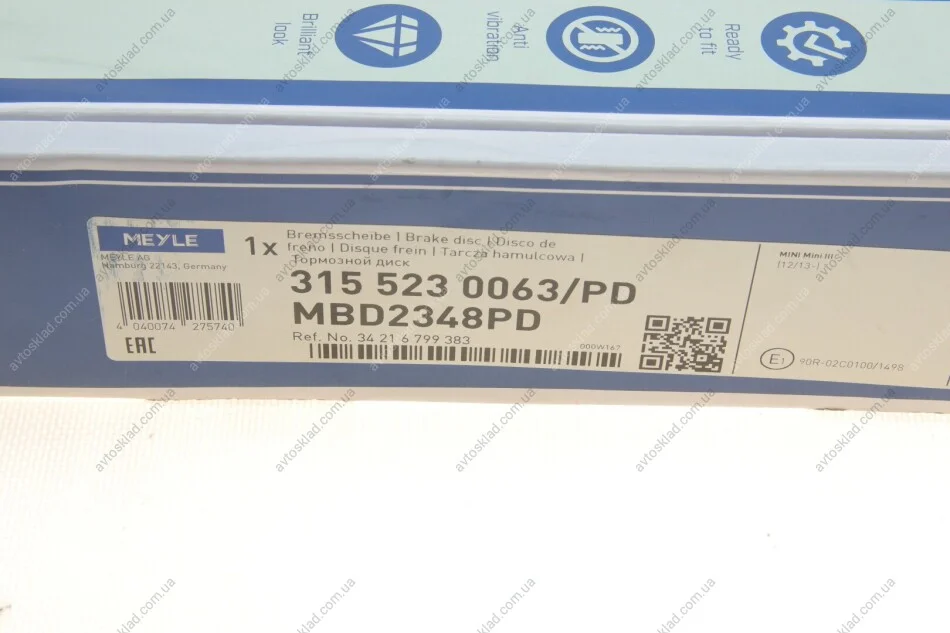 Brilliant
look
Anti
vibration
Ready
to fit
MEYLE
MEYLE AG
Hamburg 22143, Germany
4 040074 275740
EAC
1x
Bremsscheibe | Brake disc | Disco de
freno | Disque frein | Tarcza hamulcowa |
Тормозной диск
315 523 0063/PD
MBD2348PD
Ref. No. 34 21 6 799 383
000W167
MINI Mini III
(12/13-)
E1 90R-02C0100/1498
avtosklad.com.ua